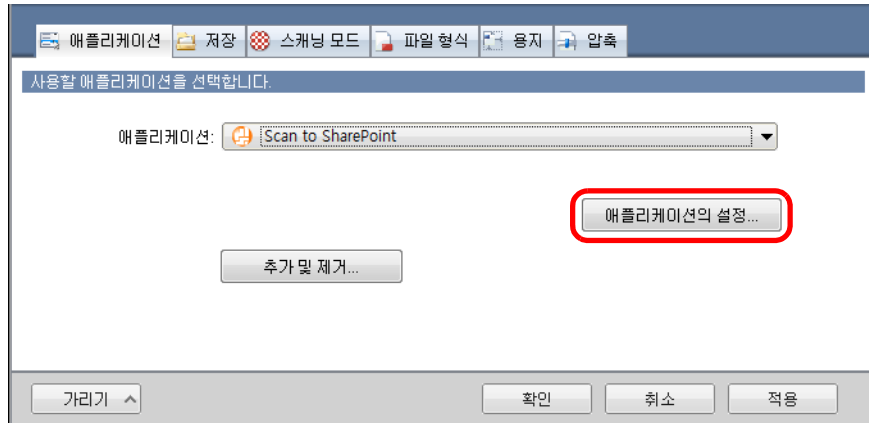 애플리케이션 저장 스캐닝 모드 파일 형식 용지 압축
사용할 애플리케이션을 선택합니다.
애플리케이션: Scan to SharePoint
애플리케이션의 설정...
추가 및 제거...
가리기 확인 취소 적용